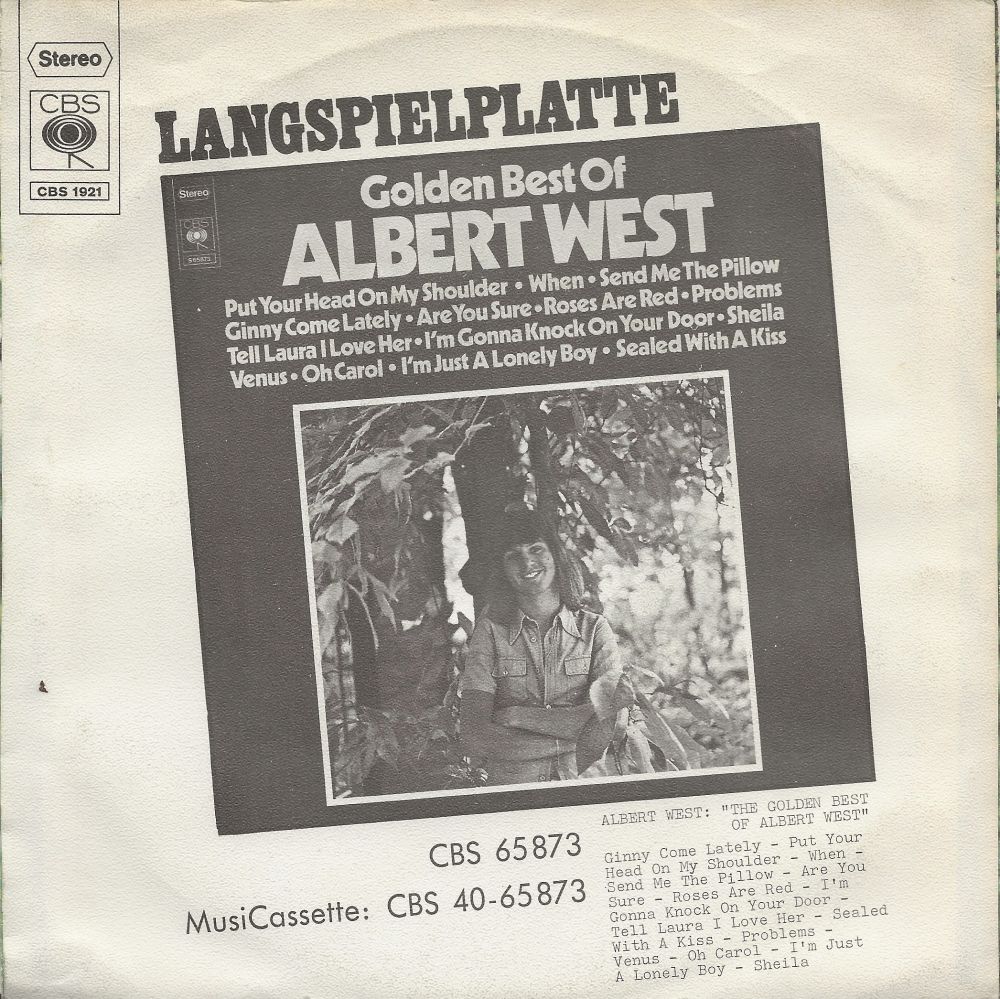 Stereo
CBS
CBS 1921
LANGSPIELPLATTE
Stereo
CBS
S 65873
Golden Best Of
ALBERT WEST
Put Your Head On My Shoulder • When • Send Me The Pillow
Ginny Come Lately • Are You Sure • Roses Are Red • Problems
Tell Laura I Love Her • I'm Gonna Knock On Your Door • Sheila
Venus • Oh Carol • I'm Just A Lonely Boy • Sealed With A Kiss
CBS 65873
MusiCassette: CBS 40-65873
ALBERT WEST: "THE GOLDEN BEST
OF ALBERT WEST"
Ginny Come Lately - Put Your
Head On My Shoulder - When -
Send Me The Pillow - Are You
Sure - Roses Are Red - I'm
Gonna Knock On Your Door -
Tell Laura I Love Her - Sealed
With A Kiss - Problems -
Venus - Oh Carol - I'm Just
A Lonely Boy - Sheila